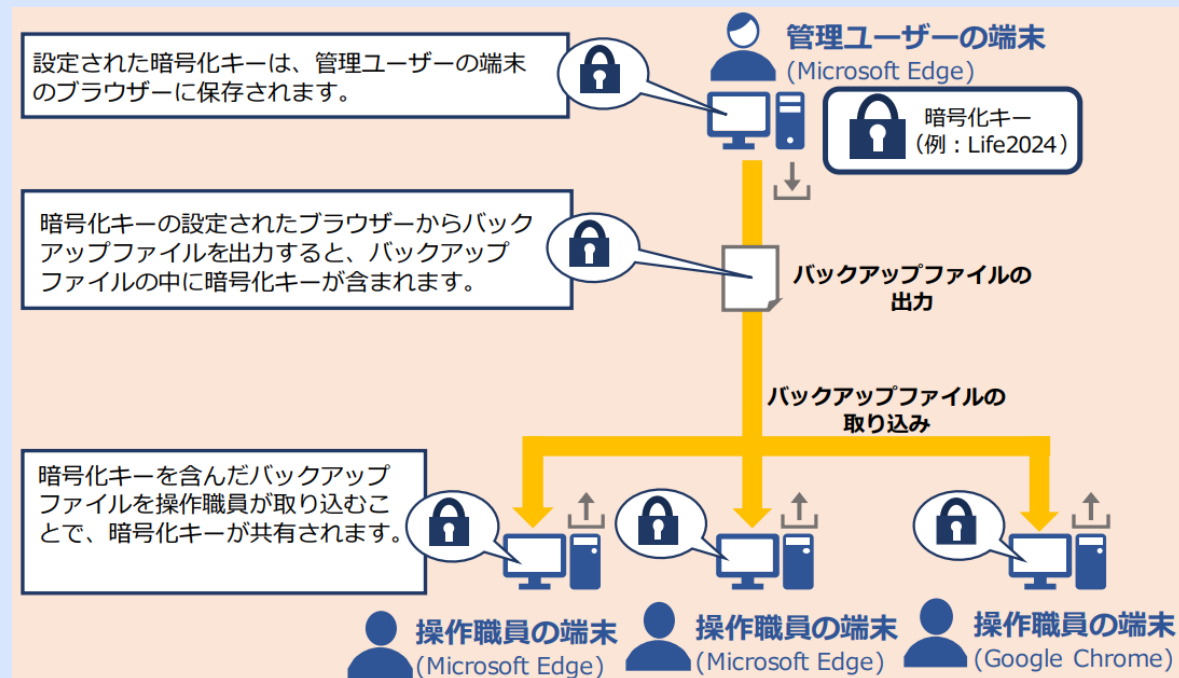 設定された暗号化キーは、管理ユーザーの端末
のブラウザーに保存されます。
管理ユーザーの端末
(Microsoft Edge)
暗号化キー
（例：Life2024）
暗号化キーの設定されたブラウザーからバック
アップファイルを出力すると、バックアップ
ファイルの中に暗号化キーが含まれます。
バックアップファイルの
出力
バックアップファイルの
取り込み
暗号化キーを含んだバックアップ
ファイルを操作職員が取り込むこ
とで、暗号化キーが共有されます。
操作職員の端末
(Microsoft Edge)
操作職員の端末
(Microsoft Edge)
操作職員の端末
(Google Chrome)